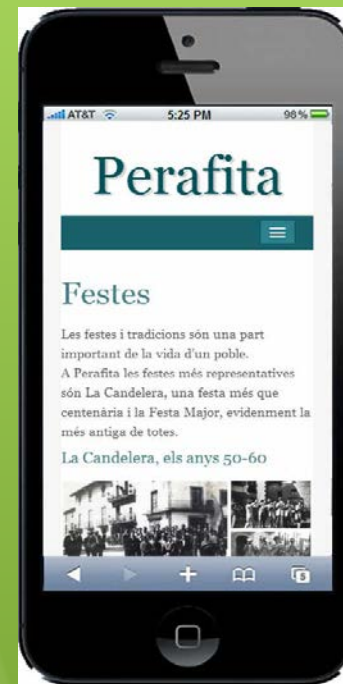 AT&T 5:25 PM 98%
Perafita
Festes
Les festes i tradicions són una part
important de la vida d'un poble.
A Perafita les festes més representatives
són La Candelera, una festa més que
centenària i la Festa Major, evidenment la
més antiga de totes.
La Candelera, els anys 50-60
5